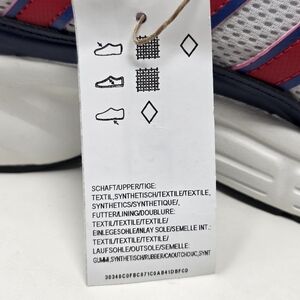 SCHAFT/UPPER/TIGE:
TEXTIL,SYNTHETISCH/TEXTILE/TEXTILE,
SYNTHETICS/SYNTHETIQUE/,
FUTTER/LINING/DOUBLURE:
TEXTIL/TEXTILE/TEXTILE/
EINLEGESOHLE/INLAY SOLE/SEMELLE INT.:
TEXTIL/TEXTILE/TEXTILE/
LAUFSOHLE/OUTSOLE/SEMELLE:
GUMMI,SYNTHETISCH/RUBBER/CAOUTCHOUC,SYNT